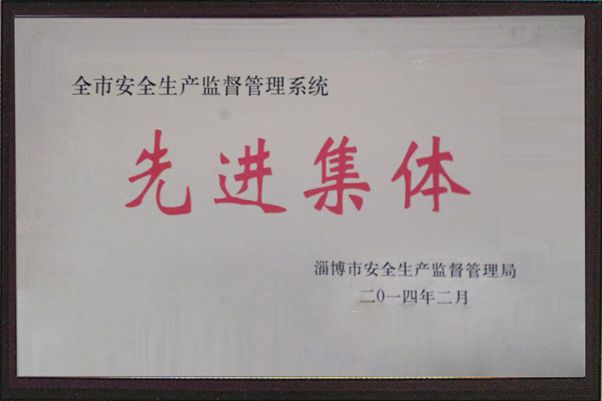 全市安全生产监督管理系统
先进集体
淄博市安全生产监督管理局
二0一四年二月